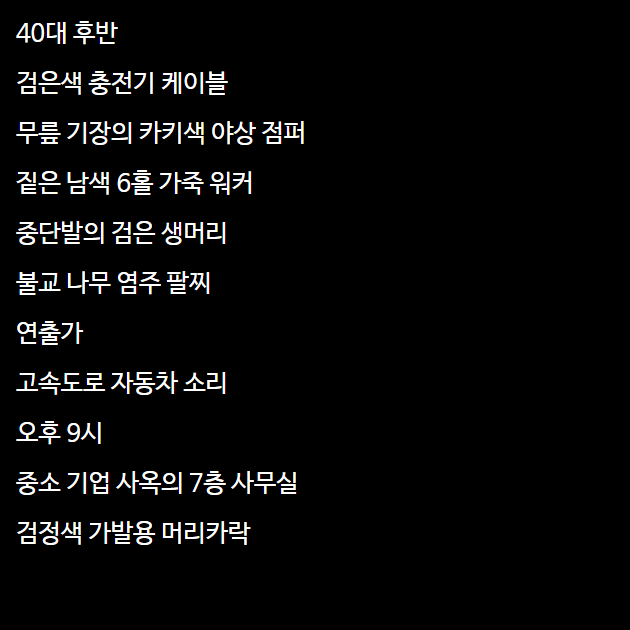 40대 후반
검은색 충전기 케이블
무릎 기장의 카키색 야상 점퍼
짙은 남색 6홀 가죽 워커
중단발의 검은 생머리
불교 나무 염주 팔찌
연출가
고속도로 자동차 소리
오후 9시
중소 기업 사옥의 7층 사무실
검정색 가발용 머리카락